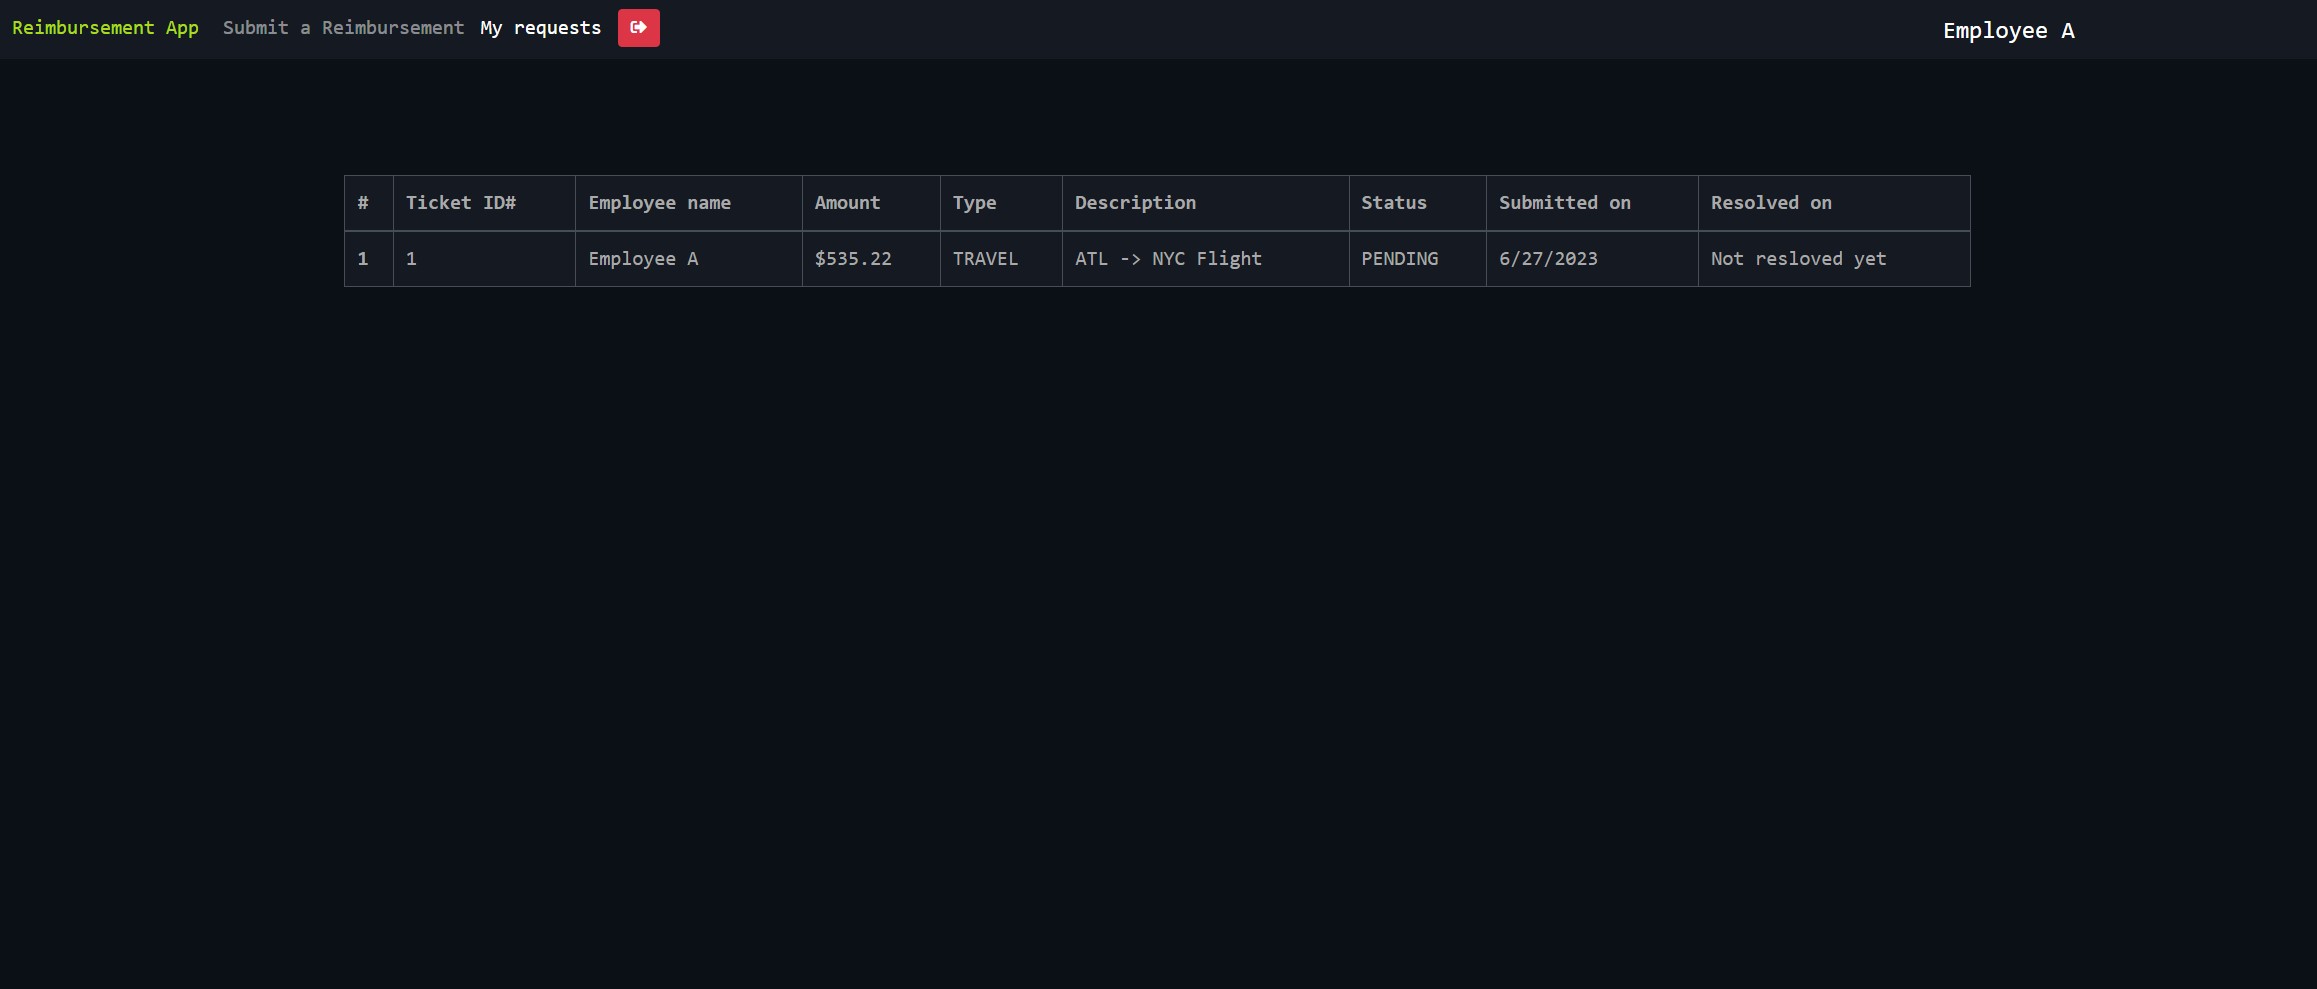 Reimbursement App Submit a Reimbursement My requests Employee A
# Ticket ID# Employee name Amount Type Description Status Submitted on Resolved on
1 1 Employee A $535.22 TRAVEL ATL -> NYC Flight PENDING 6/27/2023 Not resloved yet